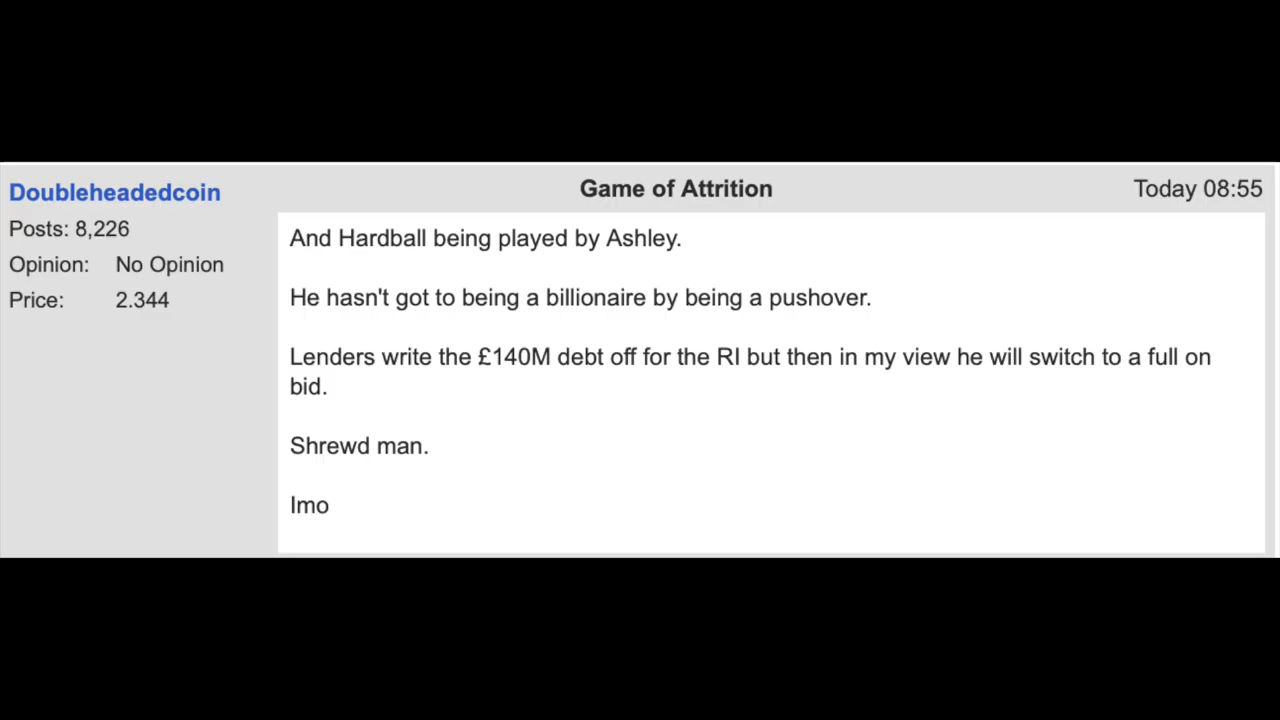 Doubleheadedcoin
Game of Attrition
Today 08:55
Posts: 8,226
Opinion: No Opinion
Price: 2.344
And Hardball being played by Ashley.
He hasn't got to being a billionaire by being a pushover.
Lenders write the £140M debt off for the RI but then in my view he will switch to a full on
bid.
Shrewd man.
Imo